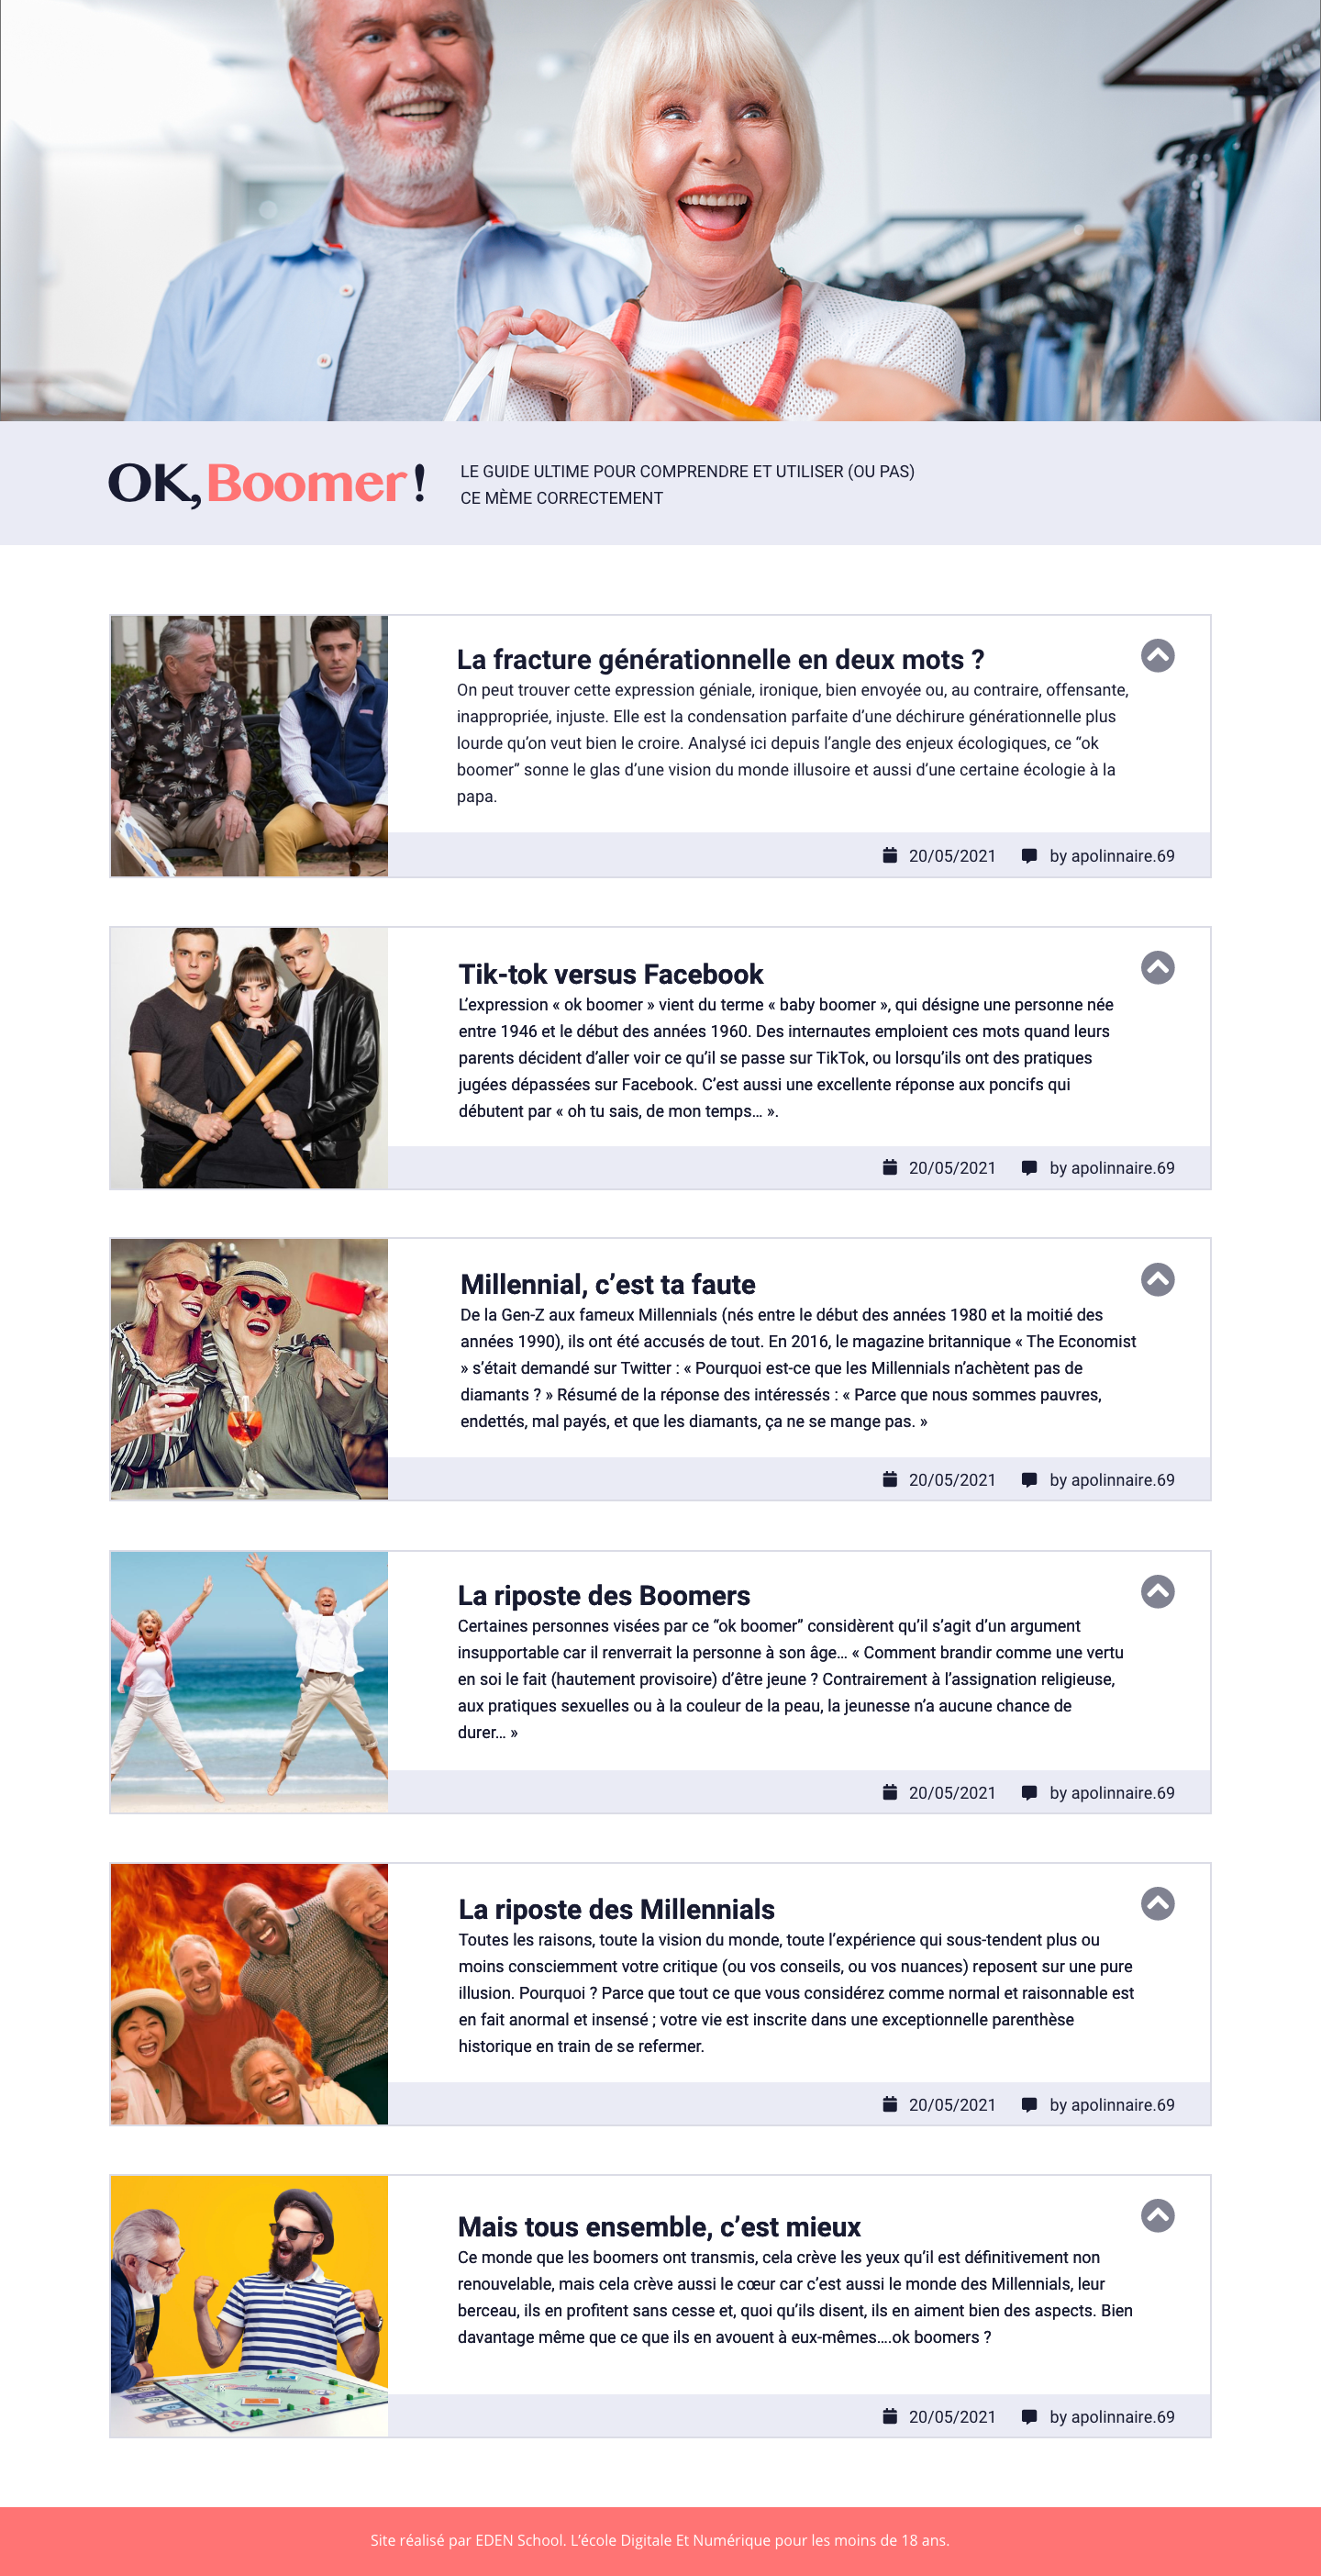 OK, Boomer !
LE GUIDE ULTIME POUR COMPRENDRE ET UTILISER (OU PAS)
CE MÈME CORRECTEMENT
La fracture générationnelle en deux mots ?
On peut trouver cette expression géniale, ironique, bien envoyée ou, au contraire, offensante,
inappropriée, injuste. Elle est la condensation parfaite d’une déchirure générationnelle plus
lourde qu’on veut bien le croire. Analysé ici depuis l’angle des enjeux écologiques, ce “ok
boomer” sonne le glas d’une vision du monde illusoire et aussi d’une certaine écologie à la
papa.
20/05/2021 by apolinnaire.69
Tik-tok versus Facebook
L’expression « ok boomer » vient du terme « baby boomer », qui désigne une personne née
entre 1946 et le début des années 1960. Des internautes emploient ces mots quand leurs
parents décident d’aller voir ce qu’il se passe sur TikTok, ou lorsqu’ils ont des pratiques
jugées dépassées sur Facebook. C’est aussi une excellente réponse aux poncifs qui
débutent par « oh tu sais, de mon temps… ».
20/05/2021 by apolinnaire.69
Millennial, c’est ta faute
De la Gen-Z aux fameux Millennials (nés entre le début des années 1980 et la moitié des
années 1990), ils ont été accusés de tout. En 2016, le magazine britannique « The Economist
» s’était demandé sur Twitter : « Pourquoi est-ce que les Millennials n’achètent pas de
diamants ? » Résumé de la réponse des intéressés : « Parce que nous sommes pauvres,
endettés, mal payés, et que les diamants, ça ne se mange pas. »
20/05/2021 by apolinnaire.69
La riposte des Boomers
Certaines personnes visées par ce “ok boomer” considèrent qu’il s’agit d’un argument
insupportable car il renverrait la personne à son âge… « Comment brandir comme une vertu
en soi le fait (hautement provisoire) d’être jeune ? Contrairement à l’assignation religieuse,
aux pratiques sexuelles ou à la couleur de la peau, la jeunesse n’a aucune chance de
durer… »
20/05/2021 by apolinnaire.69
La riposte des Millennials
Toutes les raisons, toute la vision du monde, toute l’expérience qui sous-tendent plus ou
moins consciemment votre critique (ou vos conseils, ou vos nuances) reposent sur une pure
illusion. Pourquoi ? Parce que tout ce que vous considérez comme normal et raisonnable est
en fait anormal et insensé ; votre vie est inscrite dans une exceptionnelle parenthèse
historique en train de se refermer.
20/05/2021 by apolinnaire.69
Mais tous ensemble, c’est mieux
Ce monde que les boomers ont transmis, cela crève les yeux qu’il est définitivement non
renouvelable, mais cela crève aussi le cœur car c’est aussi le monde des Millennials, leur
berceau, ils en profitent sans cesse et, quoi qu’ils disent, ils en aiment bien des aspects. Bien
davantage même que ce que ils en avouent à eux-mêmes….ok boomers ?
20/05/2021 by apolinnaire.69
Site réalisé par EDEN School. L’école Digitale Et Numérique pour les moins de 18 ans.